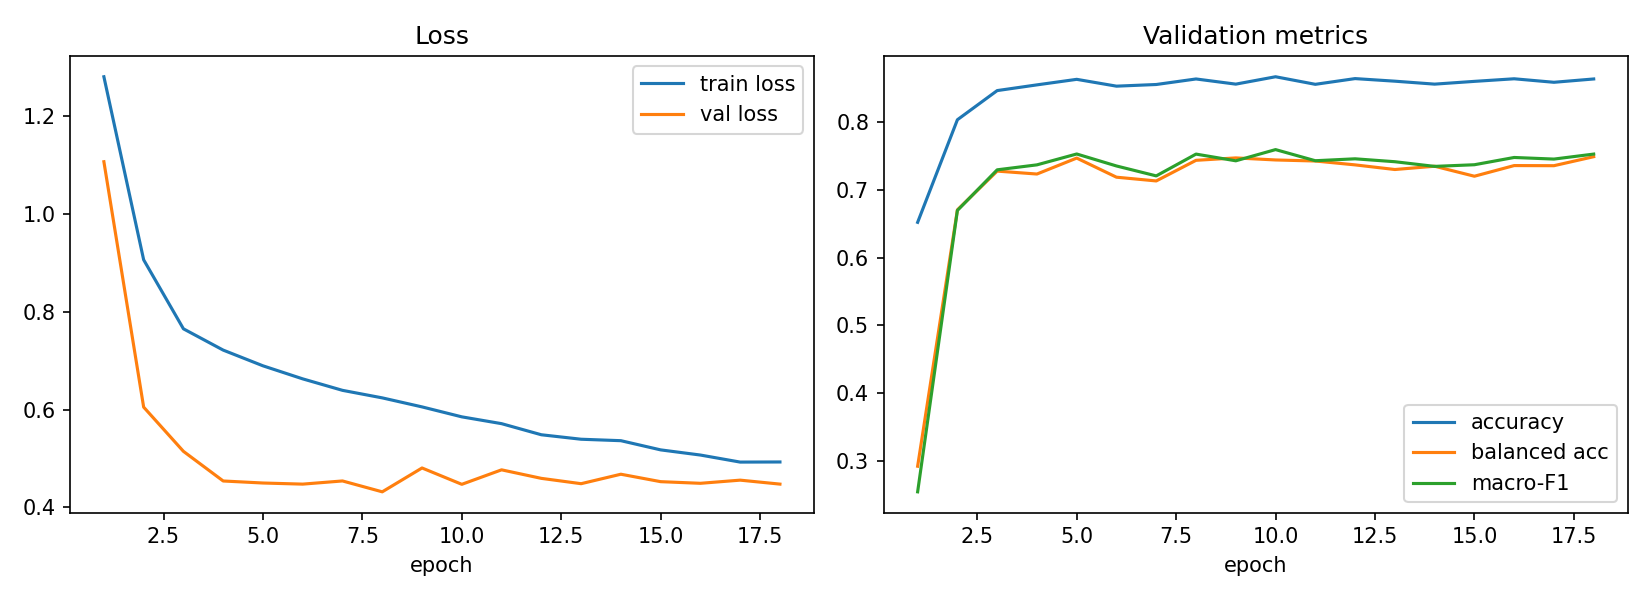 Loss
1.2
1.0
0.8
0.6
0.4
2.5 5.0 7.5 10.0 12.5 15.0 17.5
epoch
train loss
val loss
Validation metrics
0.8
0.7
0.6
0.5
0.4
0.3
2.5 5.0 7.5 10.0 12.5 15.0 17.5
epoch
accuracy
balanced acc
macro-F1